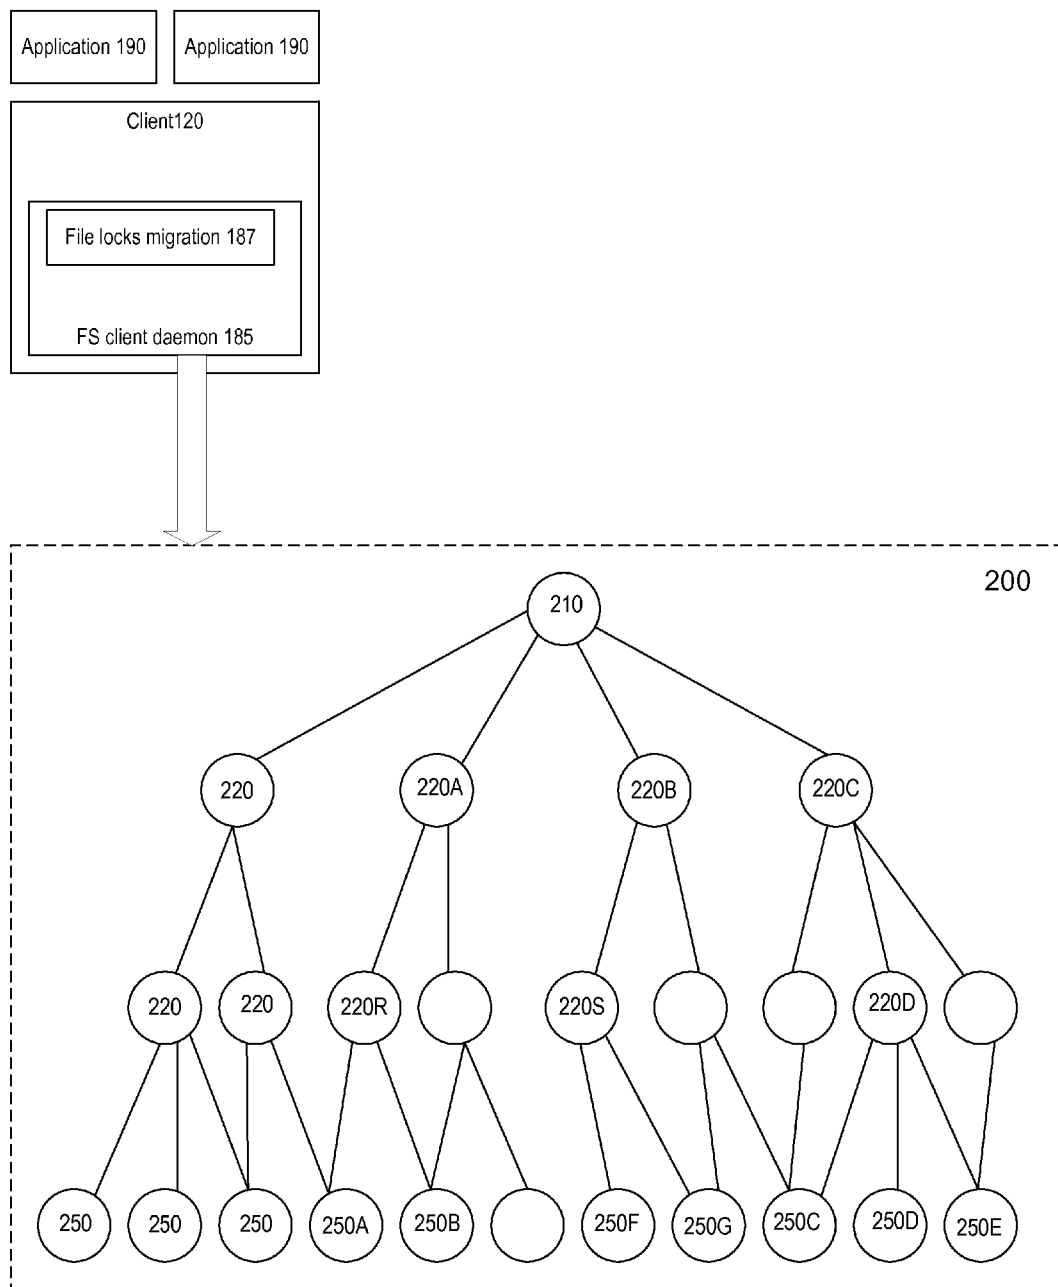 Application 190
Application 190
Client120
File locks migration 187
FS client daemon 185
200
210
220
220A
220B
220C
220
220
220R
220S
220D
250
250
250
250A
250B
250F
250G
250C
250D
250E